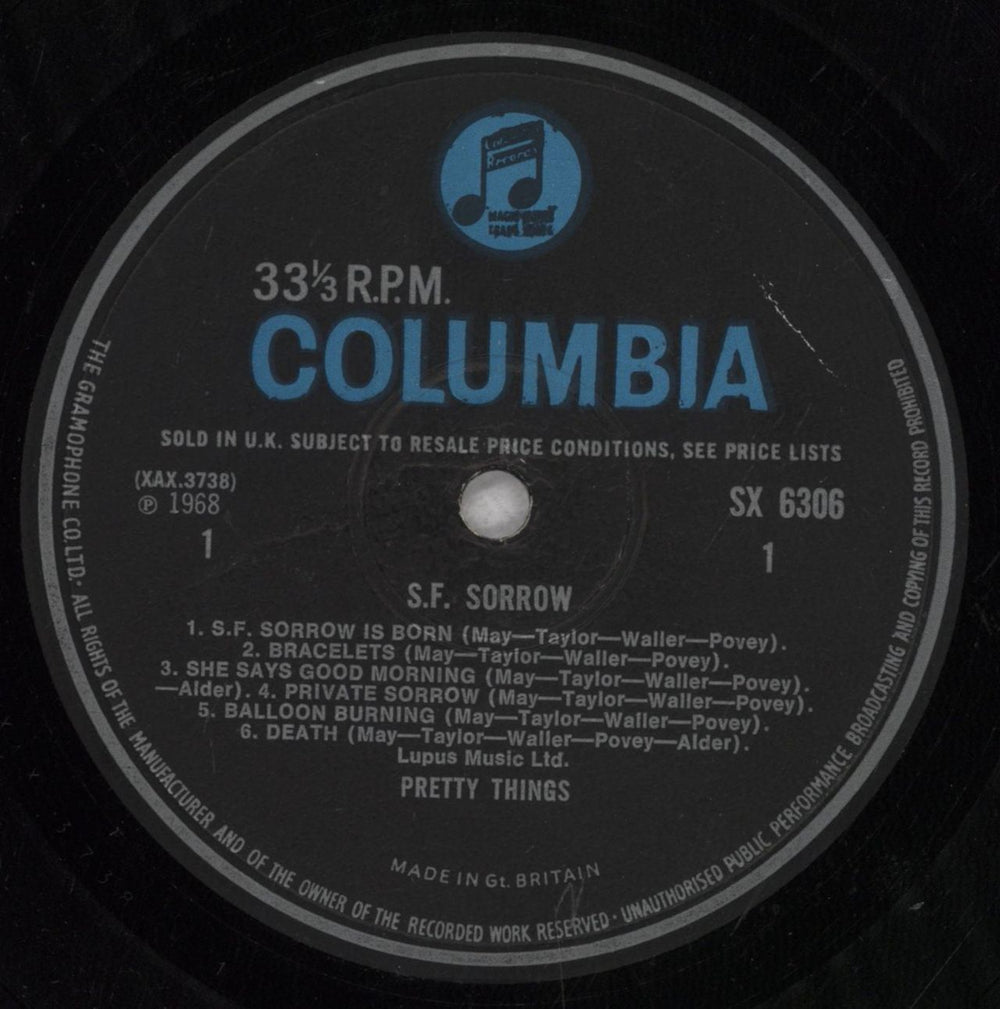 Records
33⅓ R.P.M.
COLUMBIA
SOLD IN U.K. SUBJECT TO RESALE PRICE CONDITIONS, SEE PRICE LISTS
(XAX.3738)
℗ 1968
SX 6306
1
1
S.F. SORROW
1. S.F. SORROW IS BORN (May—Taylor—Waller—Povey).
2. BRACELETS (May—Taylor—Waller—Povey).
3. SHE SAYS GOOD MORNING (May—Taylor—Waller—Povey).
—Alder). 4. PRIVATE SORROW (May—Taylor—Waller—Povey).
5. BALLOON BURNING (May—Taylor—Waller—Povey).
6. DEATH (May—Taylor—Waller—Povey—Alder).
Lupus Music Ltd.
PRETTY THINGS
MADE IN Gt. BRITAIN
THE GRAMOPHONE CO. LTD. · ALL RIGHTS OF THE MANUFACTURER AND OF THE OWNER OF THE RECORDED WORK RESERVED · UNAUTHORISED PUBLIC PERFORMANCE BROADCASTING AND COPYING OF THIS RECORD PROHIBITED